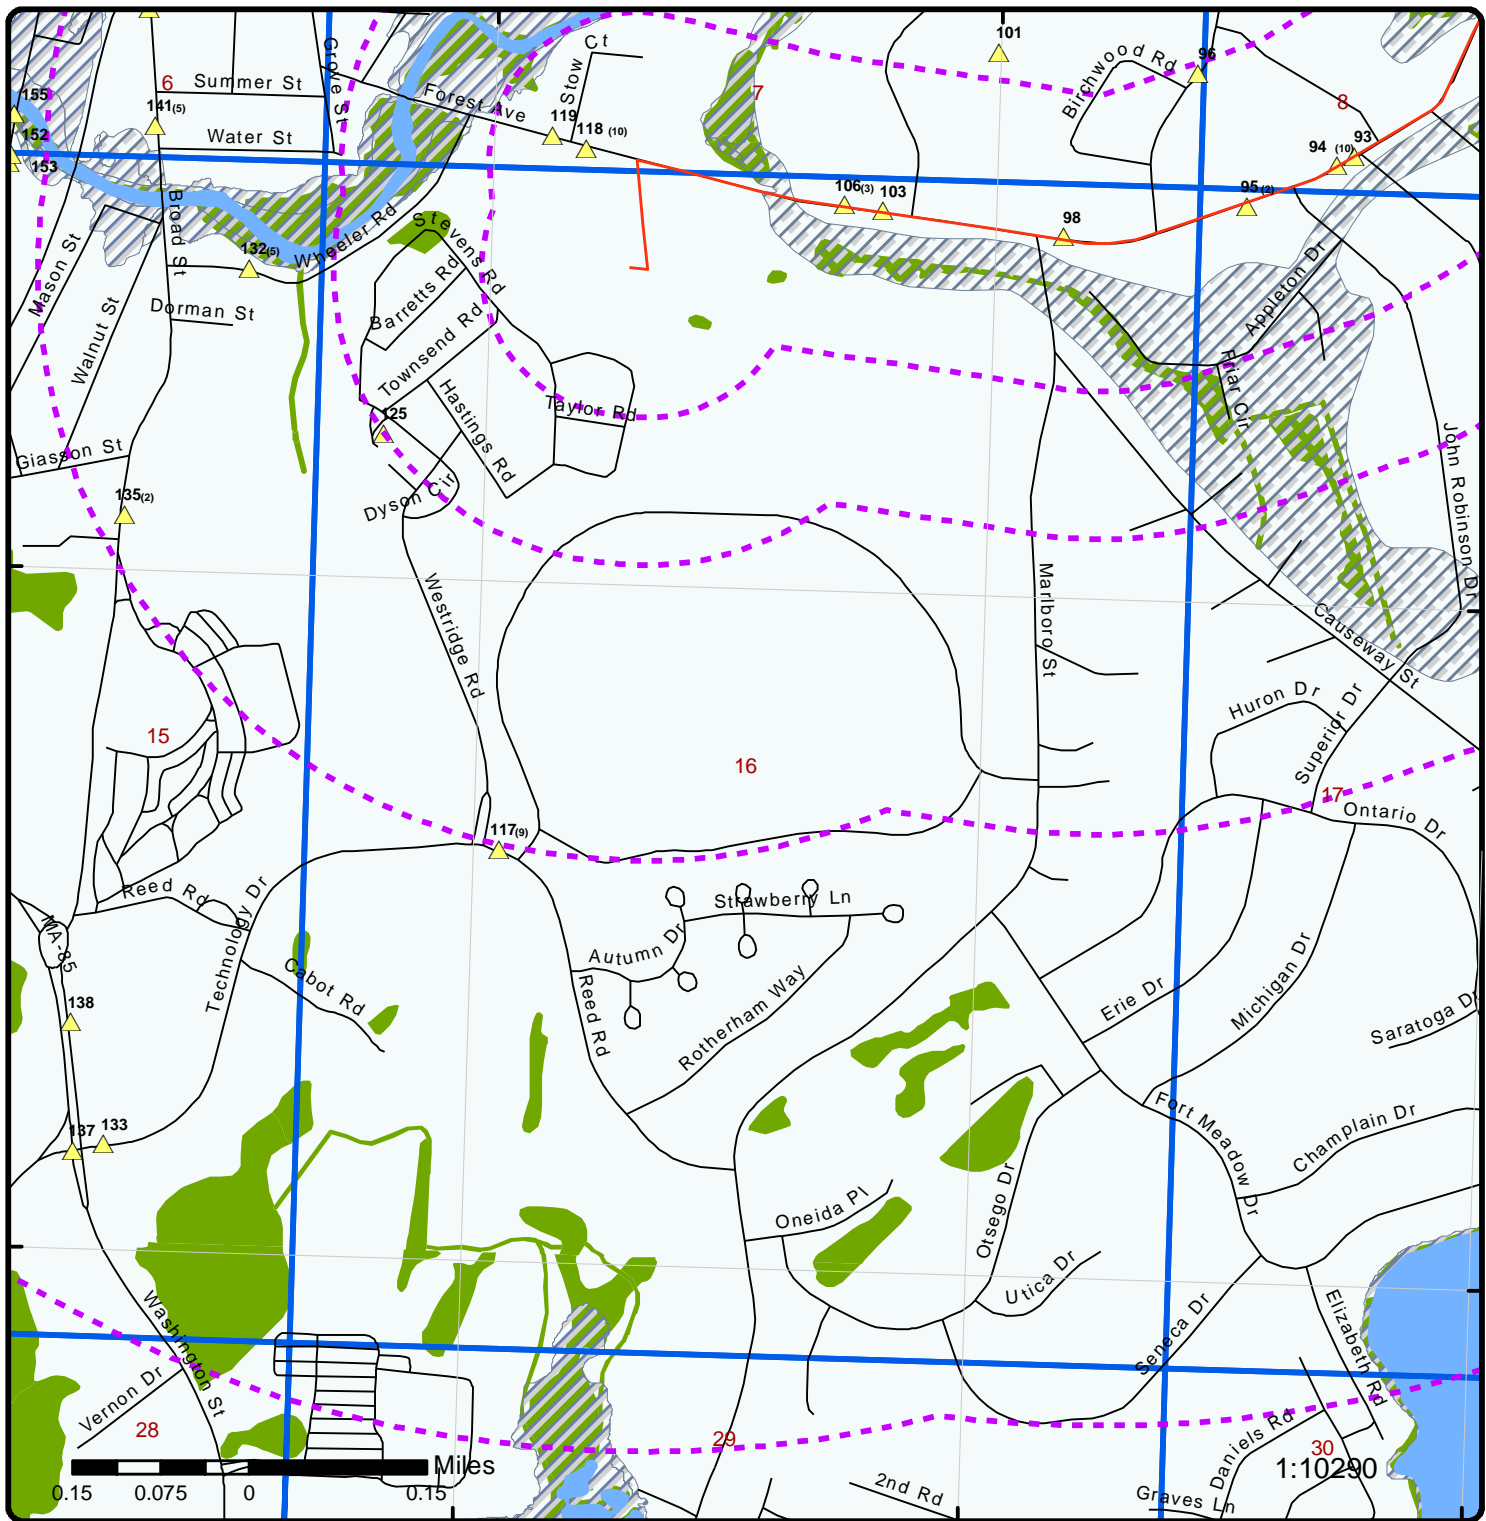 101
96
155
6
Summer St
Grove St
Stow Ct
Birchwood Rd
8
7
141(5)
152
Forest Ave
119
118 (10)
Water St
153
93
94 (10)
106(3)
103
95(2)
98
Broad St
132(5)
Wheeler Rd
Stevens Rd
Mason St
Walnut St
Dorman St
Barretts Rd
Townsend Rd
Appleton Dr
Friar Cir
Hastings Rd
Taylor Rd
125
Giasson St
John Robinson Dr
135(2)
Dyson Cir
Westridge Rd
Marlboro St
Causeway St
Huron Dr
Superior Dr
15
16
17
Ontario Dr
117(9)
Reed Rd
Technology Dr
Strawberry Ln
MA-85
Autumn Dr
Cabot Rd
Reed Rd
Rotherham Way
Erie Dr
Michigan Dr
Saratoga Dr
138
137
133
Fort Meadow Dr
Champlain Dr
Oneida Pl
Otsego Dr
Utica Dr
Seneca Dr
Elizabeth Rd
Washington St
Vernon Dr
28
29
Daniels Rd
30
Miles
1:10290
0.15
0.075
0
0.15
2nd Rd
Graves Ln